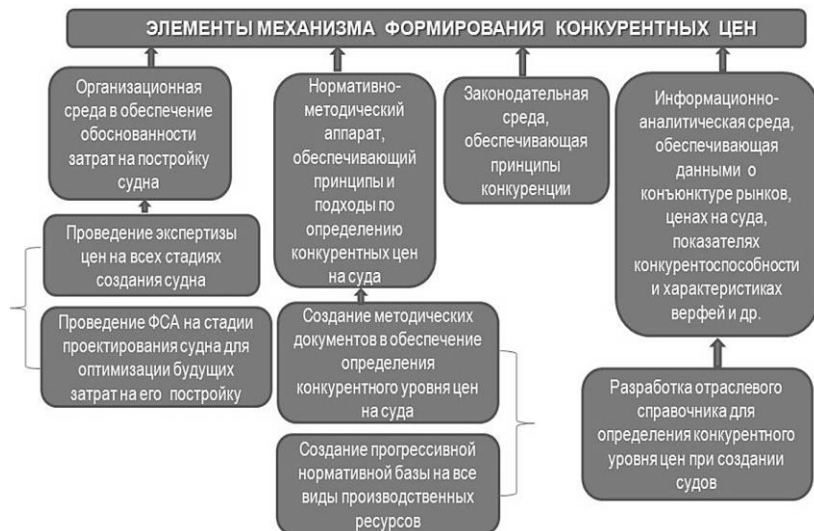 ЭЛЕМЕНТЫ МЕХАНИЗМА ФОРМИРОВАНИЯ КОНКУРЕНТНЫХ ЦЕН
Организационная
среда в обеспечение
обоснованности
затрат на постройку
судна
Проведение экспертизы
цен на всех стадиях
создания судна
Проведение ФСА на стадии
проектирования судна для
оптимизации будущих
затрат на его постройку
Нормативно-
методический
аппарат,
обеспечивающий
принципы и
подходы по
определению
конкурентных цен
на суда
Создание методических
документов в обеспечение
определения
конкурентного уровня цен
на суда
Создание прогрессивной
нормативной базы на все
виды производственных
ресурсов
Законодательная
среда,
обеспечивающая
принципы
конкуренции
Информационно-
аналитическая среда,
обеспечивающая
данными о
конъюнктуре рынков,
ценах на суда,
показателях
конкурентоспособности
и характеристиках
верфей и др.
Разработка отраслевого
справочника для
определения конкурентного
уровня цен при создании
судов